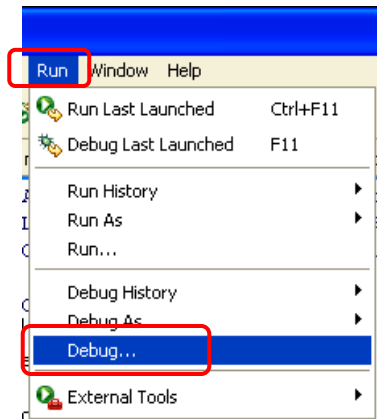 Run Window Help
Run Last Launched Ctrl+F11
Debug Last Launched F11
Run History
Run As
Run...
Debug History
Debug As
Debug...
External Tools